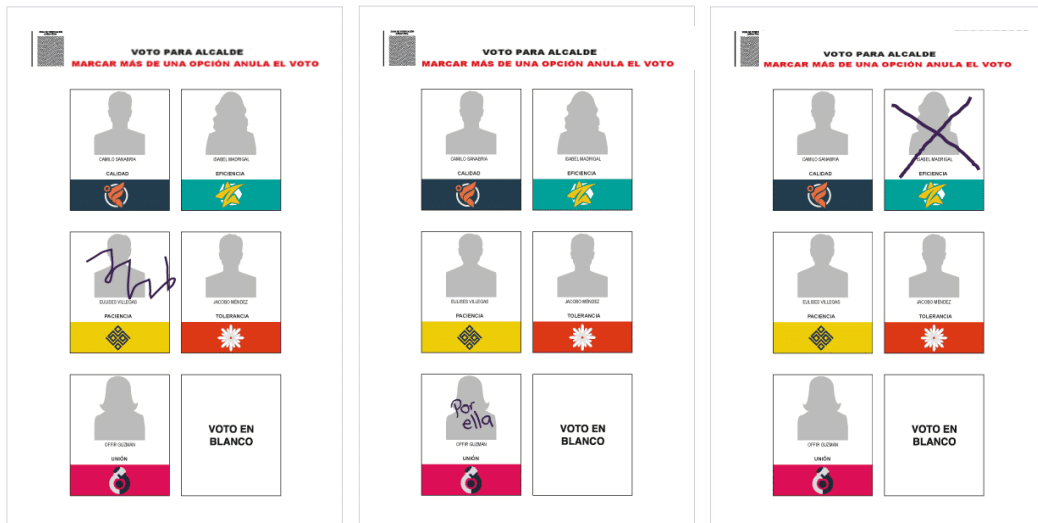 VOTO PARA ALCALDE
MARCAR MÁS DE UNA OPCIÓN ANULA EL VOTO
CAMILO SANABRIA
ISABEL MADRIGAL
CALIDAD
EFICIENCIA
EULISES VILLEGAS
JACOBO MÉNDEZ
PACIENCIA
TOLERANCIA
OFFIR GUZMÁN
UNIÓN
VOTO EN
BLANCO
VOTO PARA ALCALDE
MARCAR MÁS DE UNA OPCIÓN ANULA EL VOTO
CAMILO SANABRIA
ISABEL MADRIGAL
CALIDAD
EFICIENCIA
EULISES VILLEGAS
JACOBO MÉNDEZ
PACIENCIA
TOLERANCIA
Por
ella
OFFIR GUZMÁN
UNIÓN
VOTO EN
BLANCO
VOTO PARA ALCALDE
MARCAR MÁS DE UNA OPCIÓN ANULA EL VOTO
CAMILO SANABRIA
ISABEL MADRIGAL
CALIDAD
EFICIENCIA
EULISES VILLEGAS
JACOBO MÉNDEZ
PACIENCIA
TOLERANCIA
OFFIR GUZMÁN
UNIÓN
VOTO EN
BLANCO